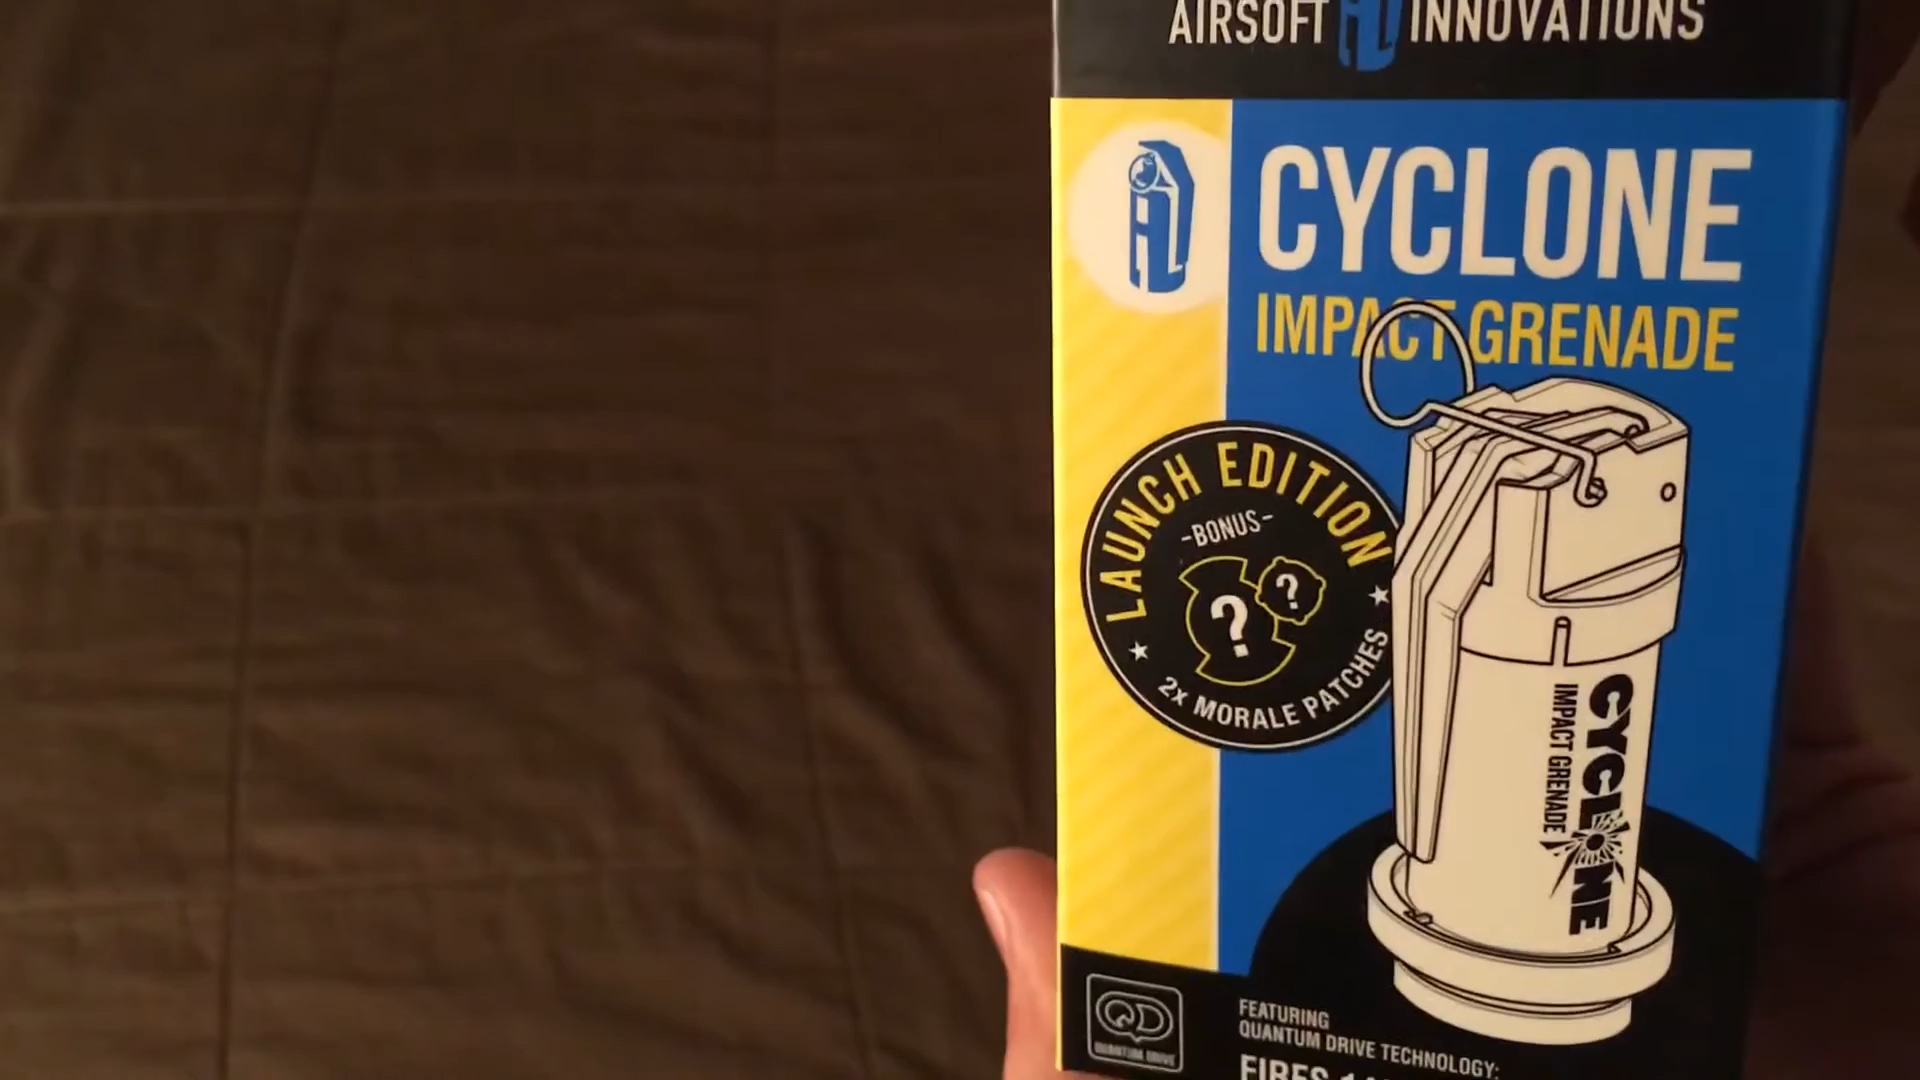 AIRSOFT INNOVATIONS
CYCLONE
IMPACT GRENADE
LAUNCH EDITION
-BONUS-
? ?
2x MORALE PATCHES
CYCLONE
IMPACT GRENADE
QD
QUANTUM DRIVE
FEATURING
QUANTUM DRIVE TECHNOLOGY:
FIRES